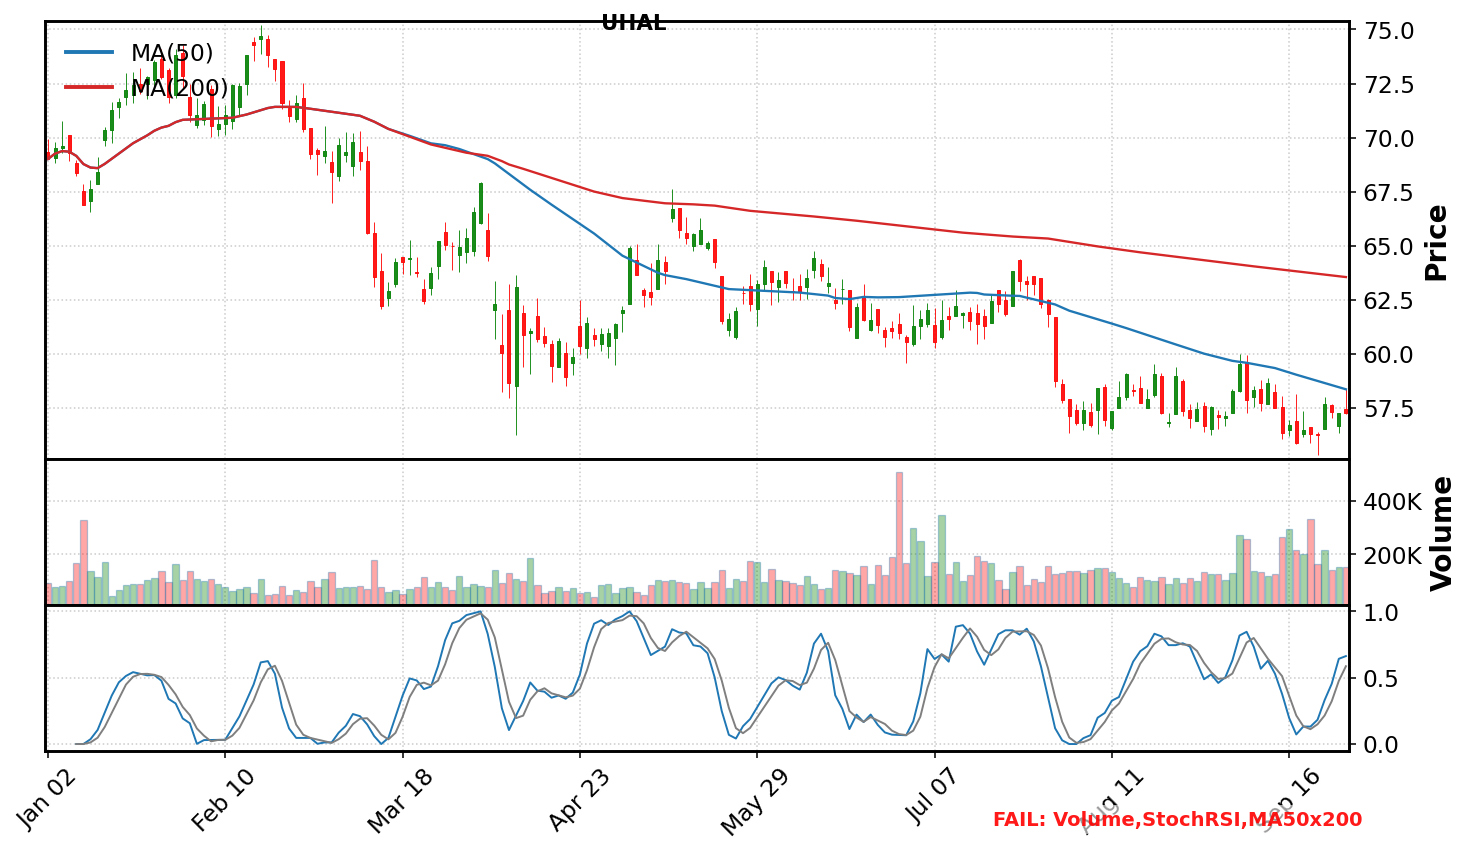 UHAL
MA(50)
MA(200)
75.0
72.5
70.0
67.5
65.0
62.5
60.0
57.5
Price
400K
200K
Volume
1.0
0.5
0.0
Jan 02
Feb 10
Mar 18
Apr 23
May 29
Jul 07
Aug 11
Sep 16
FAIL: Volume,StochRSI,MA50x200